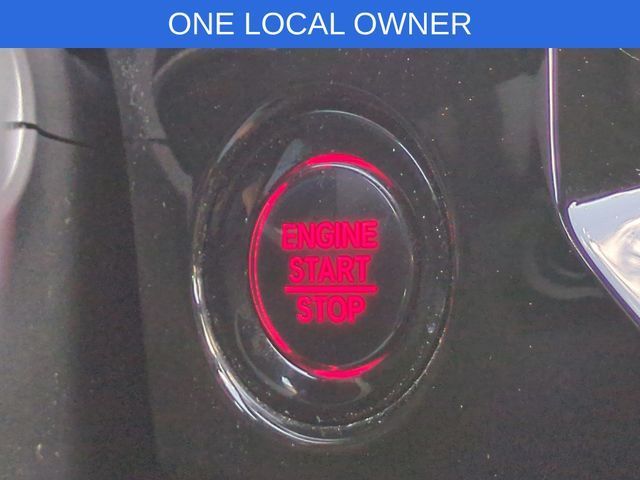 ONE LOCAL OWNER
ENGINE
START
STOP